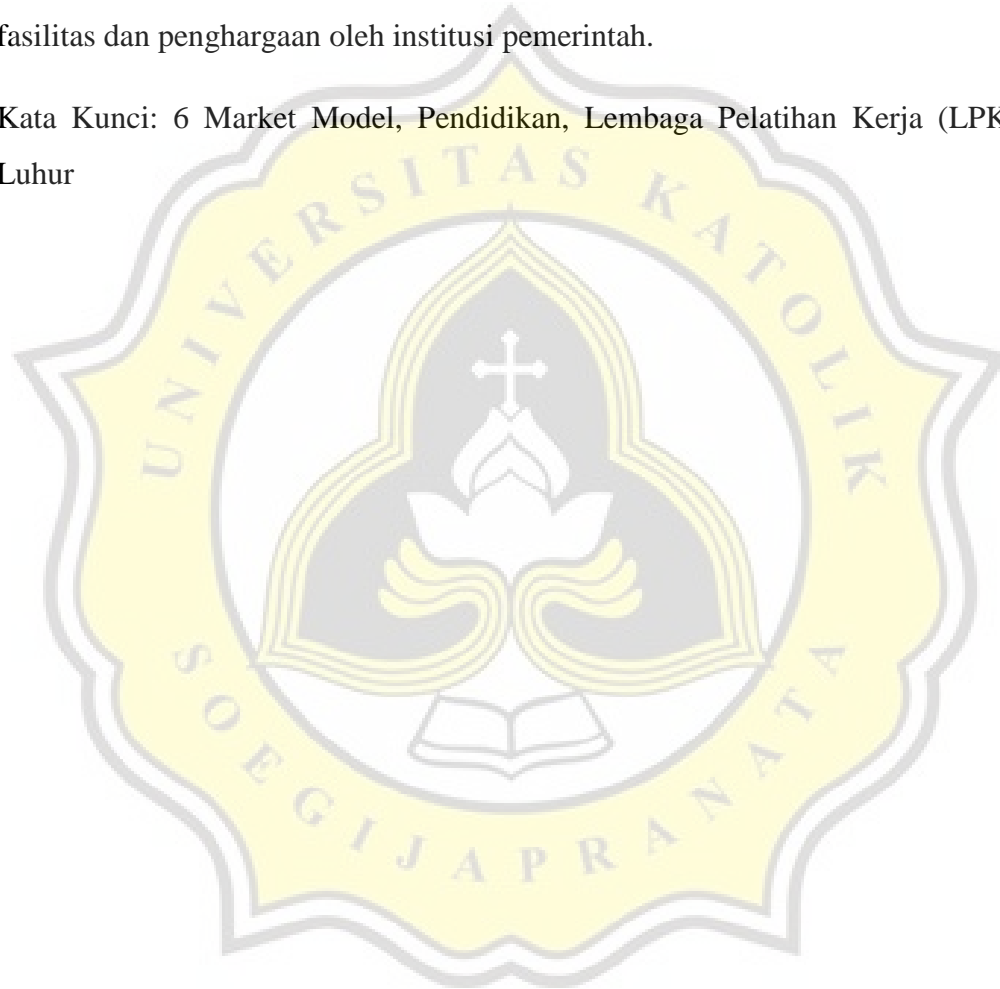 fasilitas dan penghargaan oleh institusi pemerintah.
Kata Kunci: 6 Market Model, Pendidikan, Lembaga Pelatihan Kerja (LPK
Luhur
UNIVERSITAS KATOLIK
SOEGIJAPRANATA